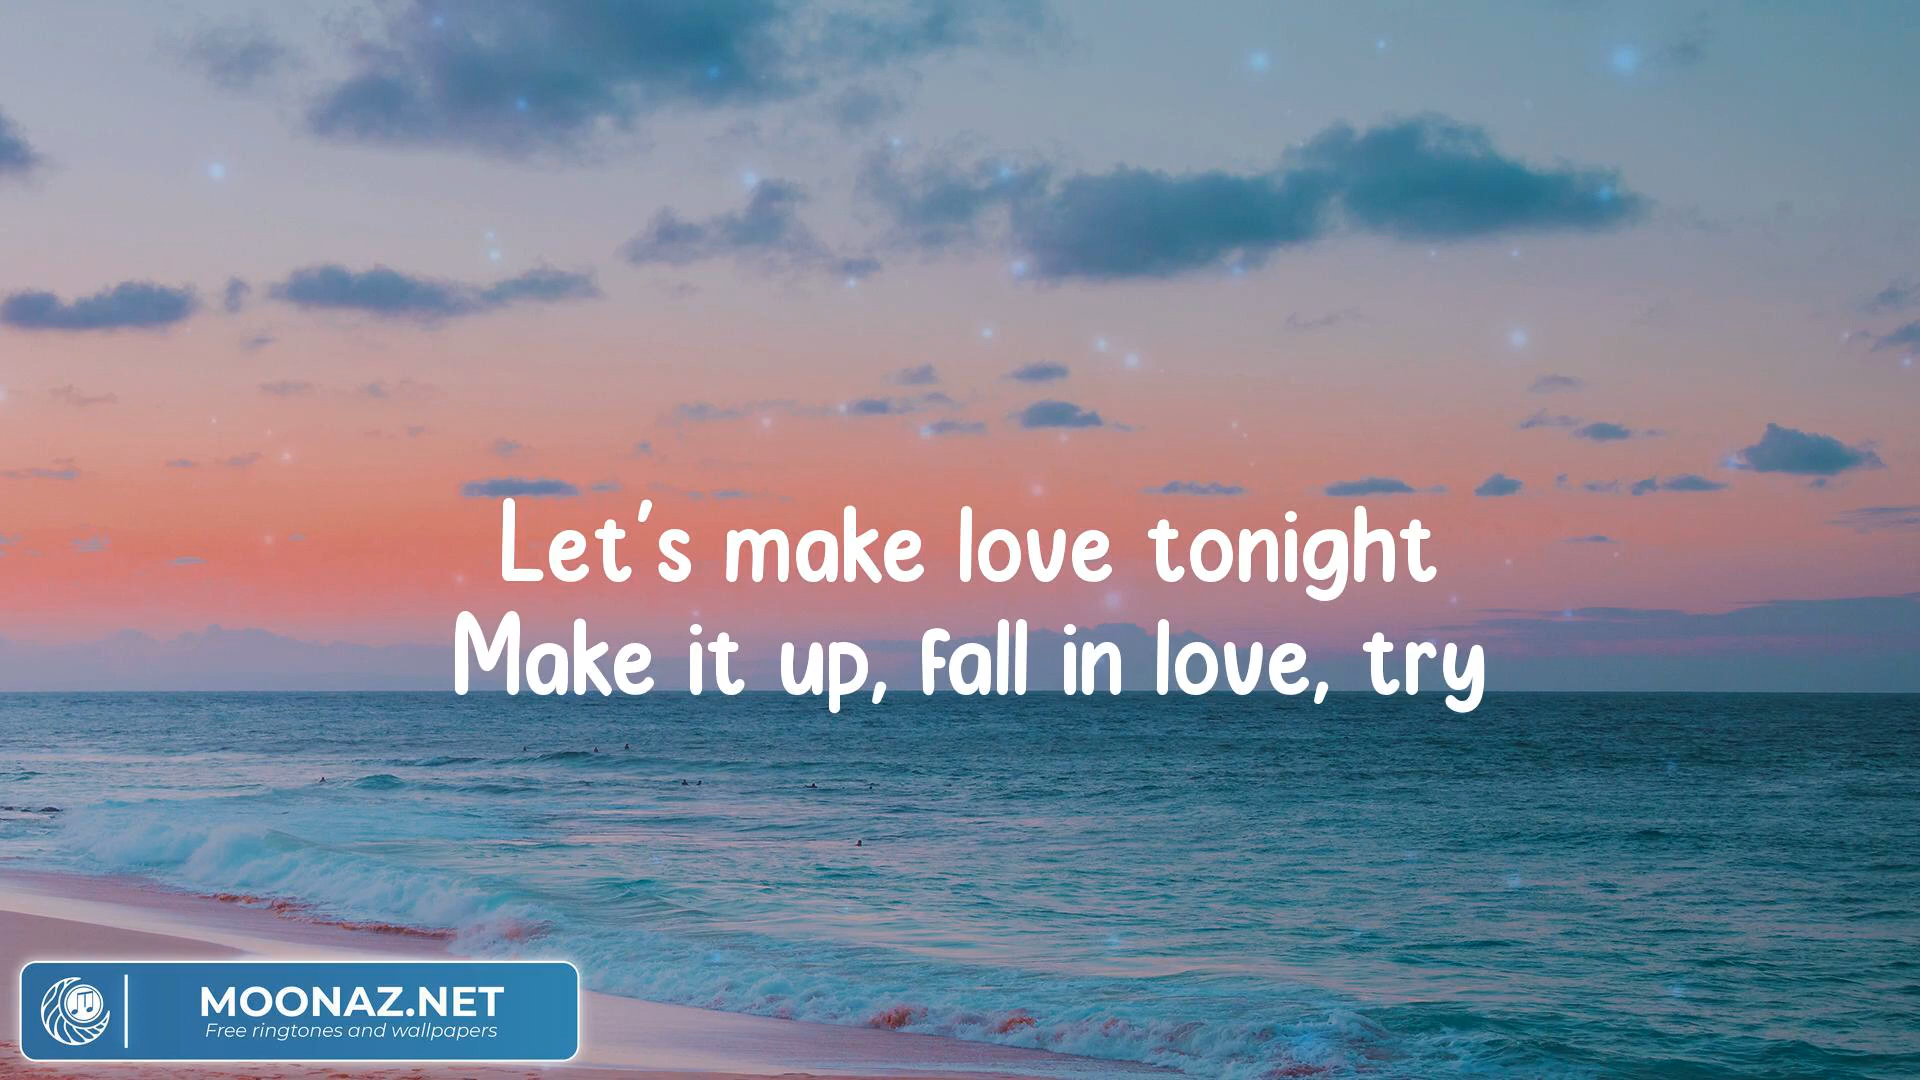 Let's make love tonight
Make it up, fall in love, try
MOONAZ.NET
Free ringtones and wallpapers